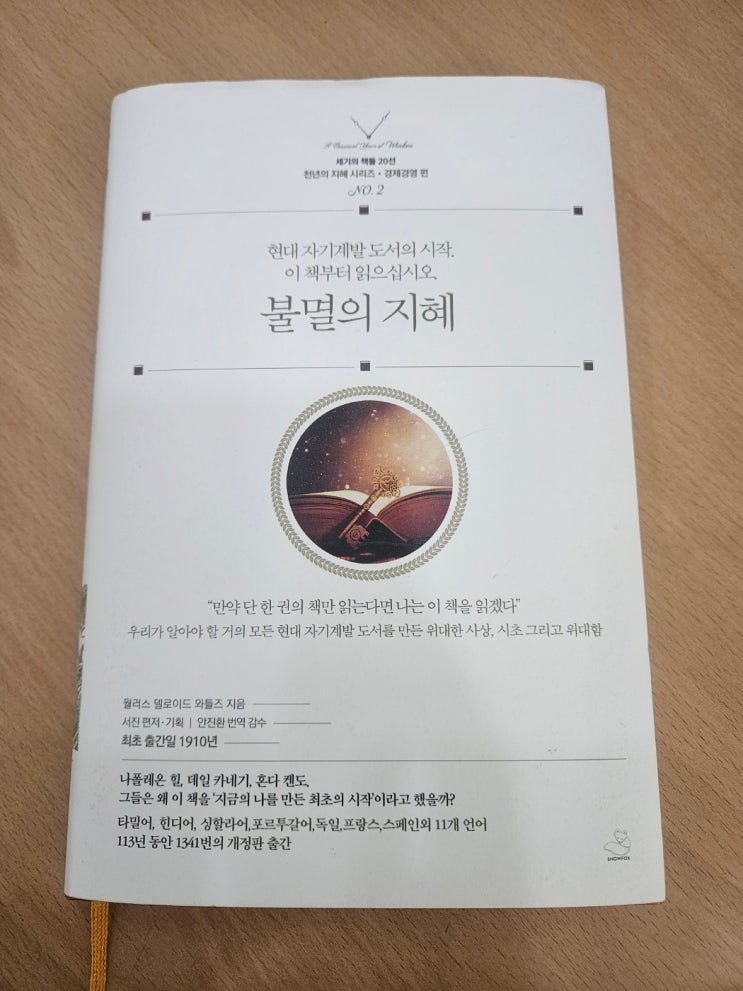 A Thousand Years of Wisdom
세기의 책들 20선
천년의 지혜 시리즈 · 경제경영 편
NO. 2
현대 자기계발 도서의 시작.
이 책부터 읽으십시오.
불멸의 지혜
“만약 단 한 권의 책만 읽는다면 나는 이 책을 읽겠다”
우리가 알아야 할 거의 모든 현대 자기계발 도서를 만든 위대한 사상, 시초 그리고 위대함
월러스 델로이드 와틀즈 지음
서진 편저·기획 | 안진환 번역 감수
최초 출간일 1910년
나폴레온 힐, 데일 카네기, 혼다 켄도,
그들은 왜 이 책을 ‘지금의 나를 만든 최초의 시작’이라고 했을까?
타밀어, 힌디어, 싱할라어,포르투갈어,독일,프랑스,스페인외 11개 언어
113년 동안 1341번의 개정판 출간
SNOWFOX